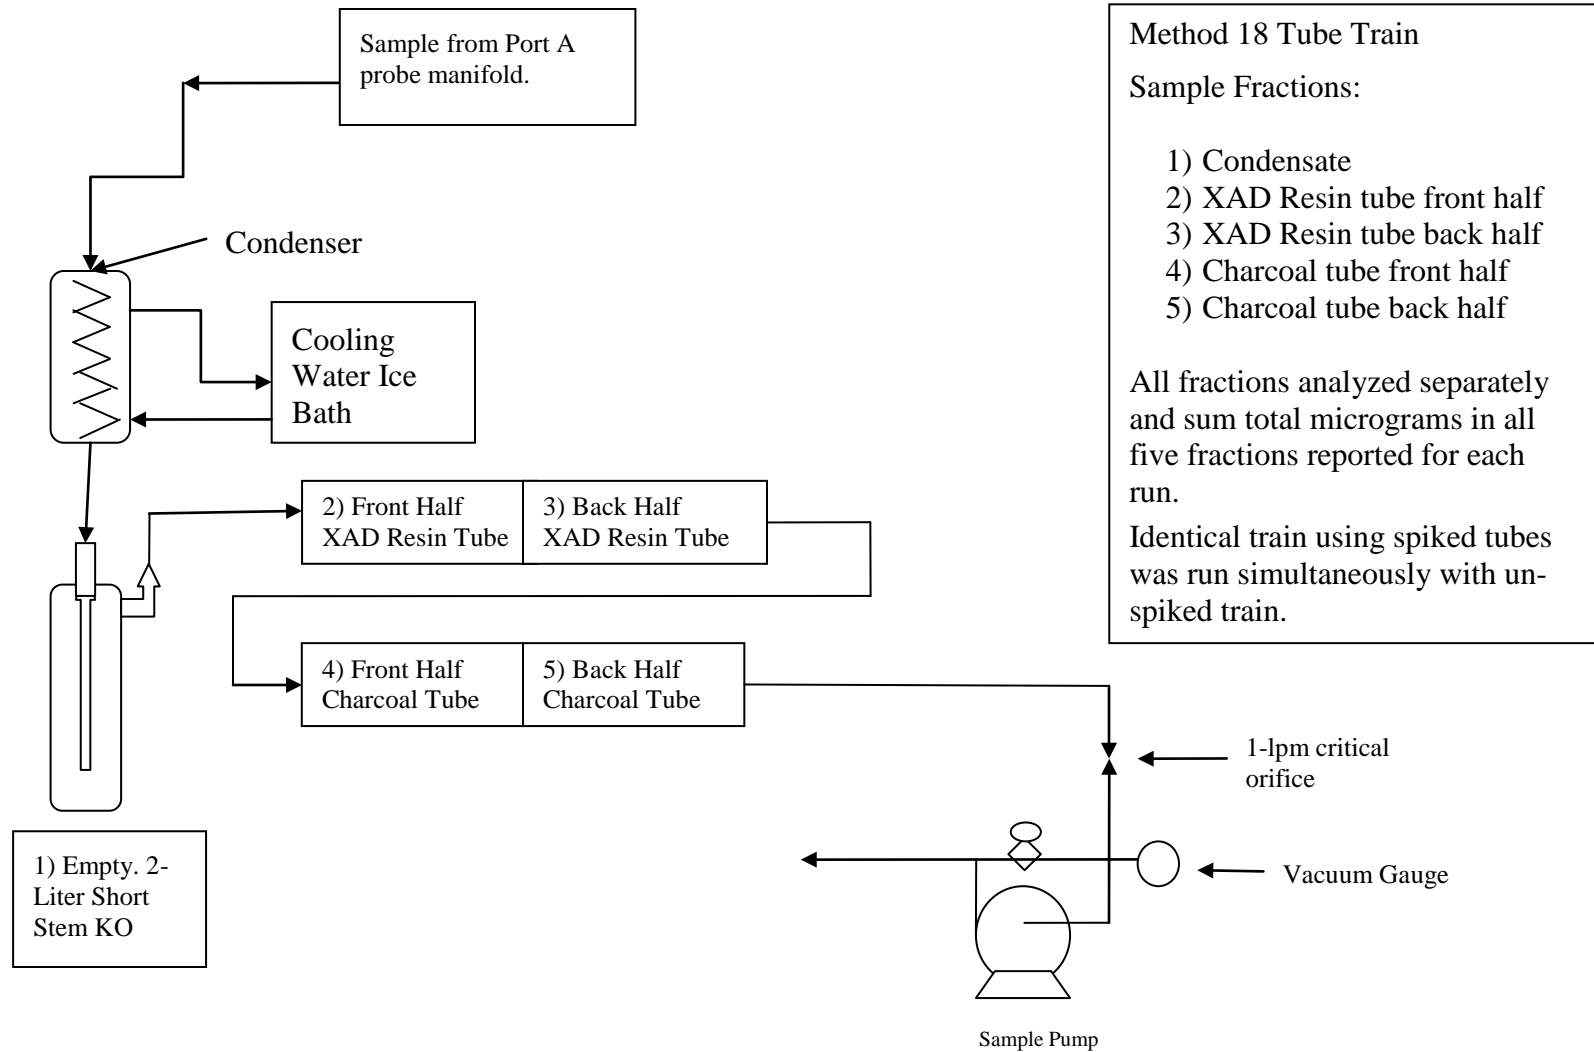 Sample from Port A
probe manifold.
Method 18 Tube Train
Sample Fractions:
1) Condensate
2) XAD Resin tube front half
3) XAD Resin tube back half
4) Charcoal tube front half
5) Charcoal tube back half
All fractions analyzed separately
and sum total micrograms in all
five fractions reported for each
run.
Identical train using spiked tubes
was run simultaneously with un-
spiked train.
Condenser
Cooling
Water Ice
Bath
2) Front Half
XAD Resin Tube
3) Back Half
XAD Resin Tube
4) Front Half
Charcoal Tube
5) Back Half
Charcoal Tube
1-lpm critical
orifice
1) Empty. 2-
Liter Short
Stem KO
Vacuum Gauge
Sample Pump